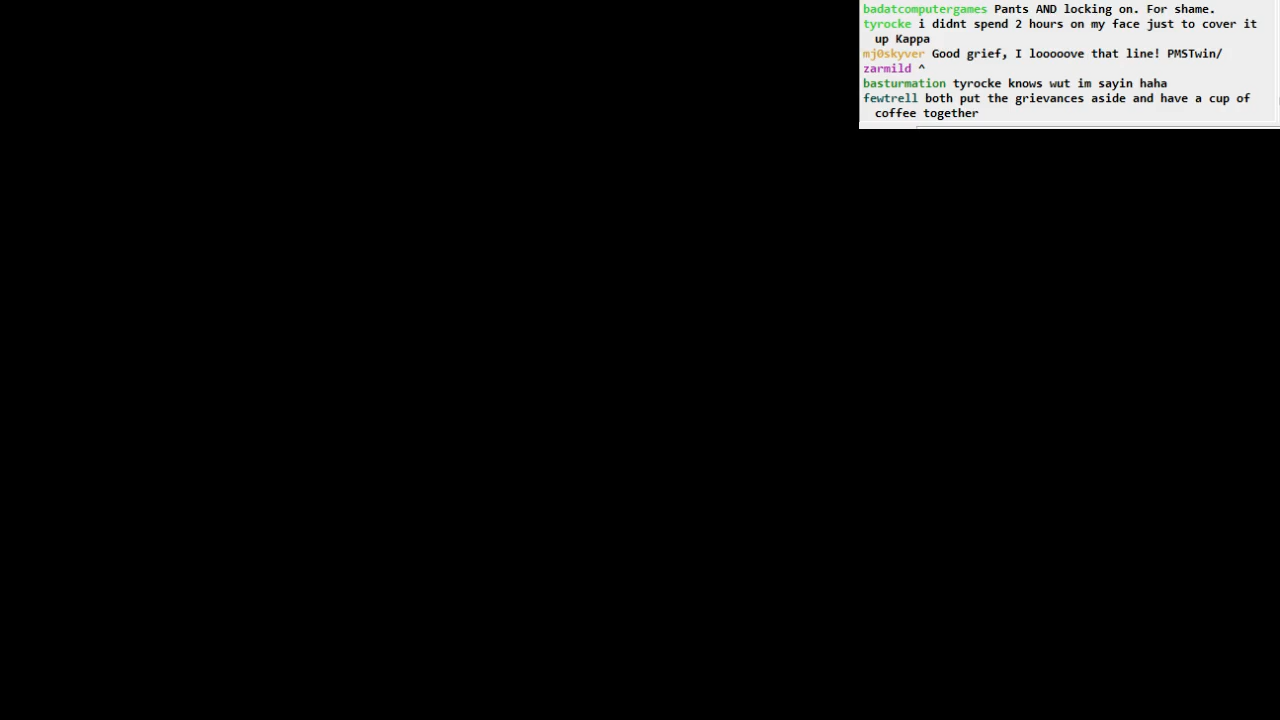 badatcomputergames Pants AND locking on. For shame.
tyrocke i didnt spend 2 hours on my face just to cover it
up Kappa
mj0skyver Good grief, I looooove that line! PMSTwin/
zarmild ^
basturmation tyrocke knows wut im sayin haha
fewtrell both put the grievances aside and have a cup of
coffee together